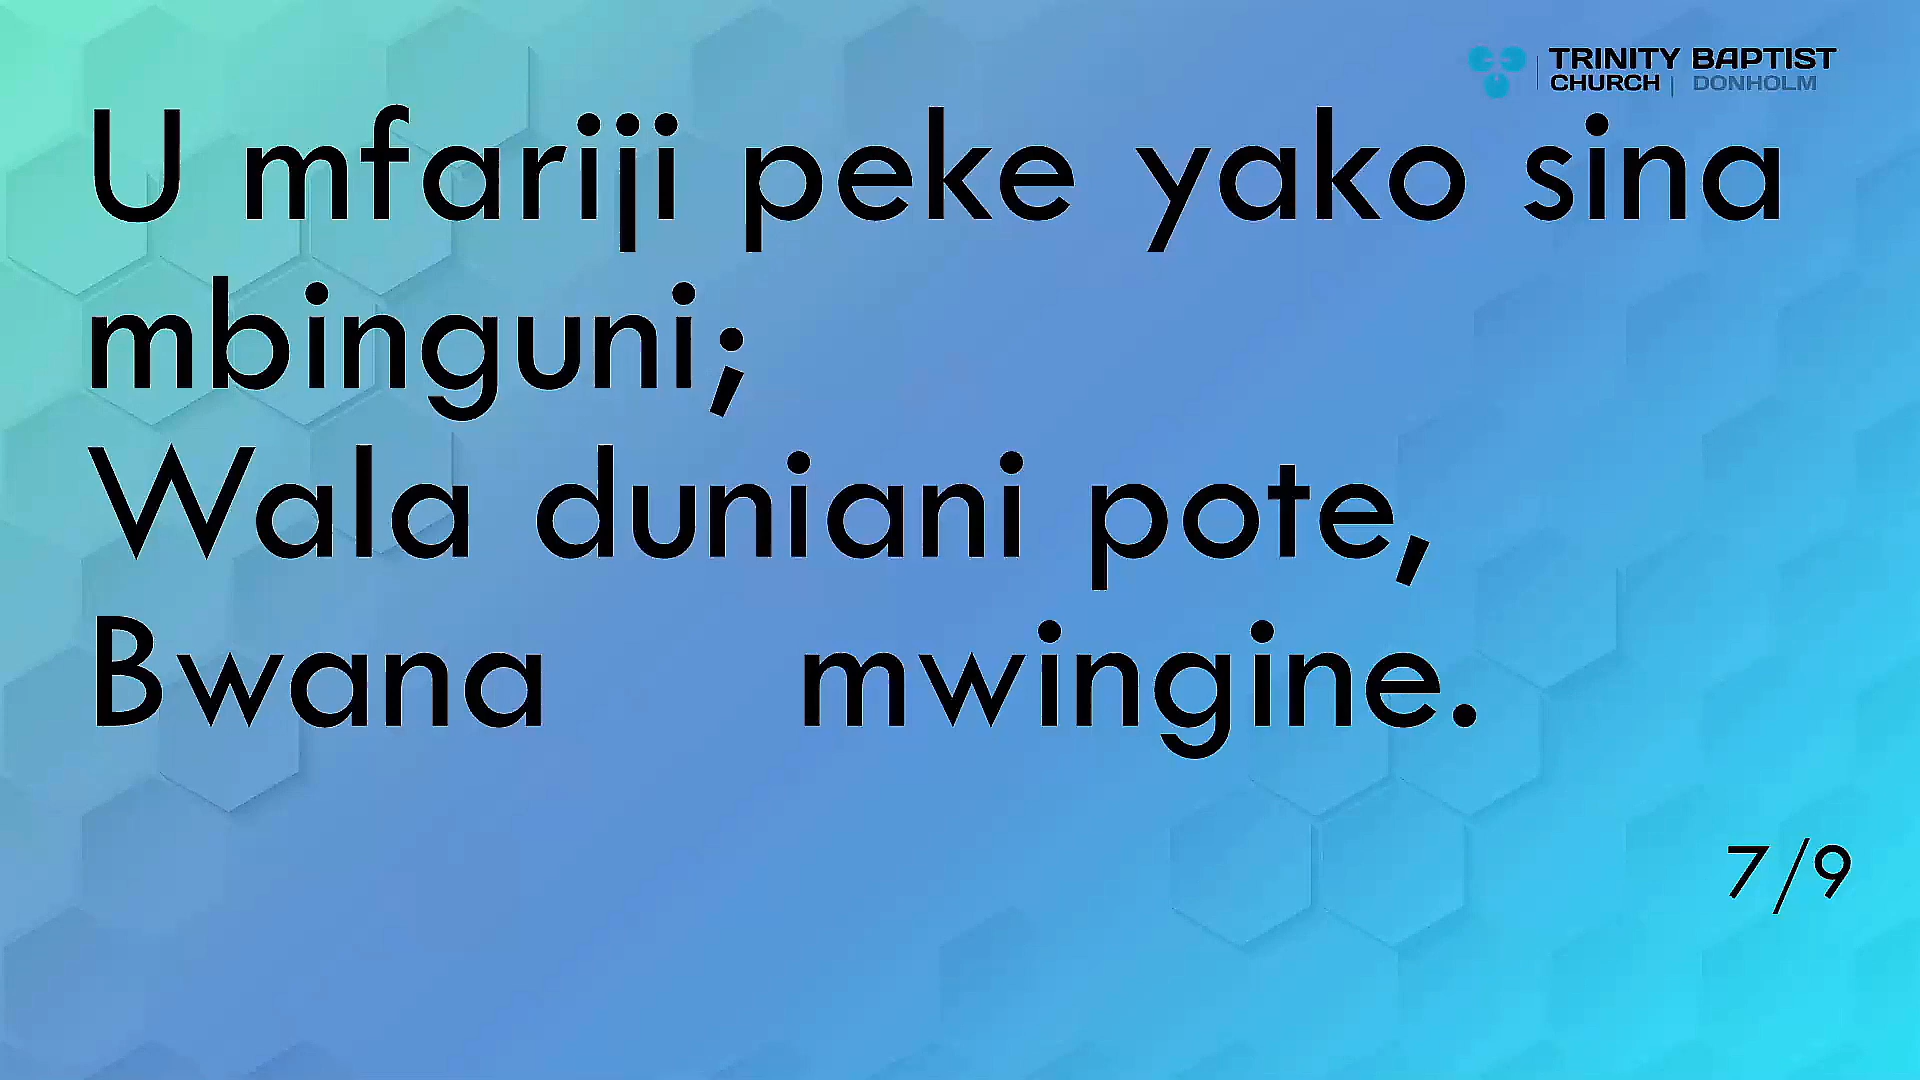 TRINITY BAPTIST
CHURCH | DONHOLM
U mfariji peke yako sina
mbinguni;
Wala duniani pote,
Bwana mwingine.
7/9